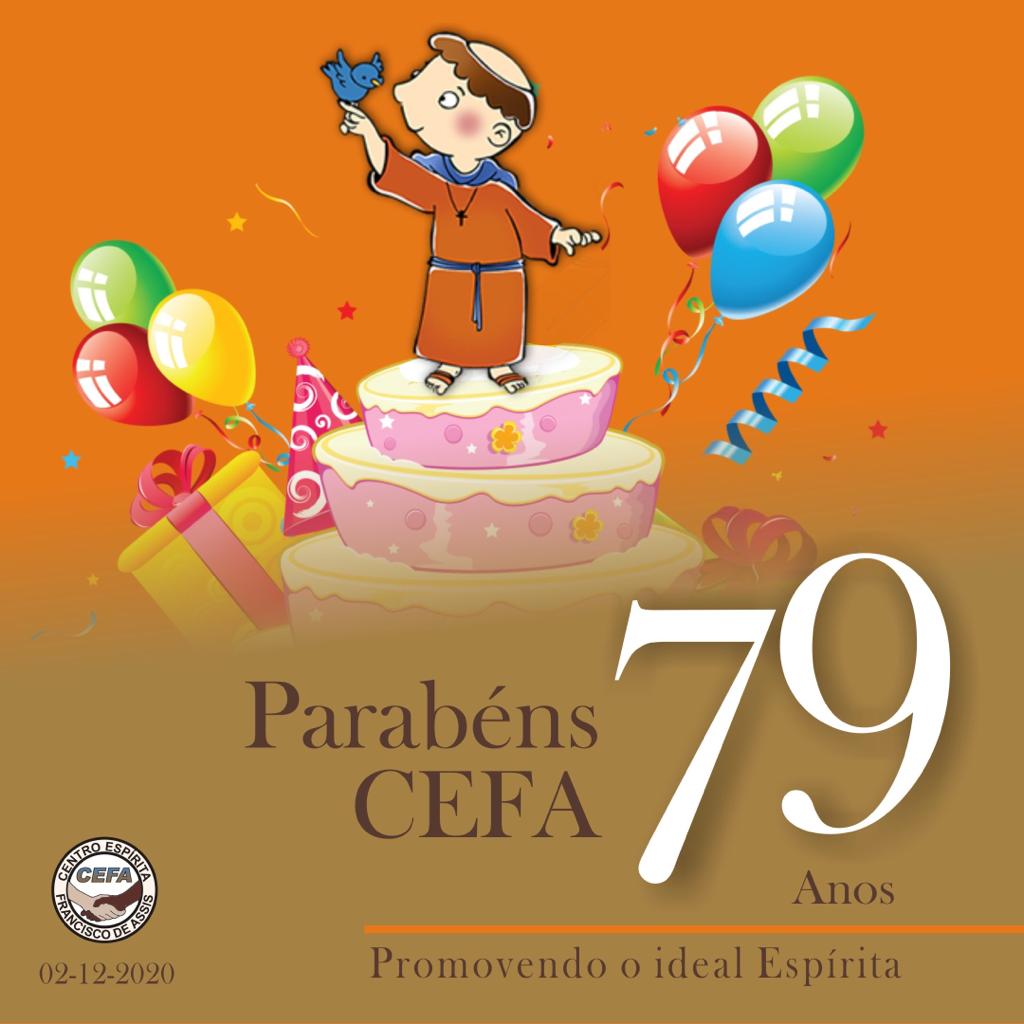 Parabéns
CEFA
79
Anos
CENTRO ESPÍRITA
CEFA
FRANCISCO DE ASSIS
02-12-2020
Promovendo o ideal Espírita